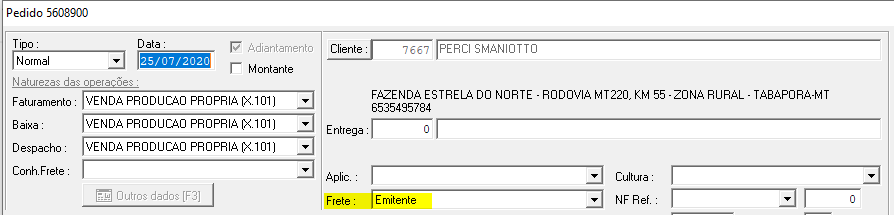 Pedido 5608900
Tipo :
Data :
Normal
25/07/2020
Adiantamento
Montante
Naturezas das operações :
Faturamento : VENDA PRODUCAO PROPRIA (X.101)
Baixa : VENDA PRODUCAO PROPRIA (X.101)
Despacho : VENDA PRODUCAO PROPRIA (X.101)
Conh.Frete :
Outros dados [F3]
Cliente : 7667 PERCI SMANIOTTO
FAZENDA ESTRELA DO NORTE - RODOVIA MT220, KM 55 - ZONA RURAL - TABAPORA-MT
6535495784
Entrega : 0
Aplic. :
Cultura :
Frete : Emitente
NF Ref. : 0